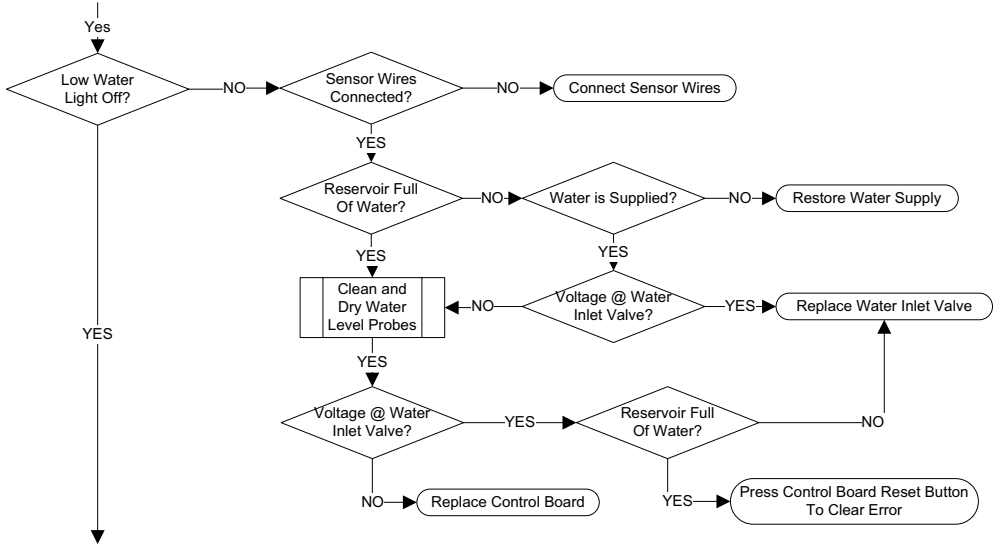 Yes
Low Water
Light Off?
NO
Sensor Wires
Connected?
NO
Connect Sensor Wires
YES
Reservoir Full
Of Water?
NO
Water is Supplied?
NO
Restore Water Supply
YES
YES
Clean and
Dry Water
Level Probes
NO
Voltage @ Water
Inlet Valve?
YES
Replace Water Inlet Valve
YES
YES
Voltage @ Water
Inlet Valve?
YES
Reservoir Full
Of Water?
NO
NO
Replace Control Board
YES
Press Control Board Reset Button
To Clear Error